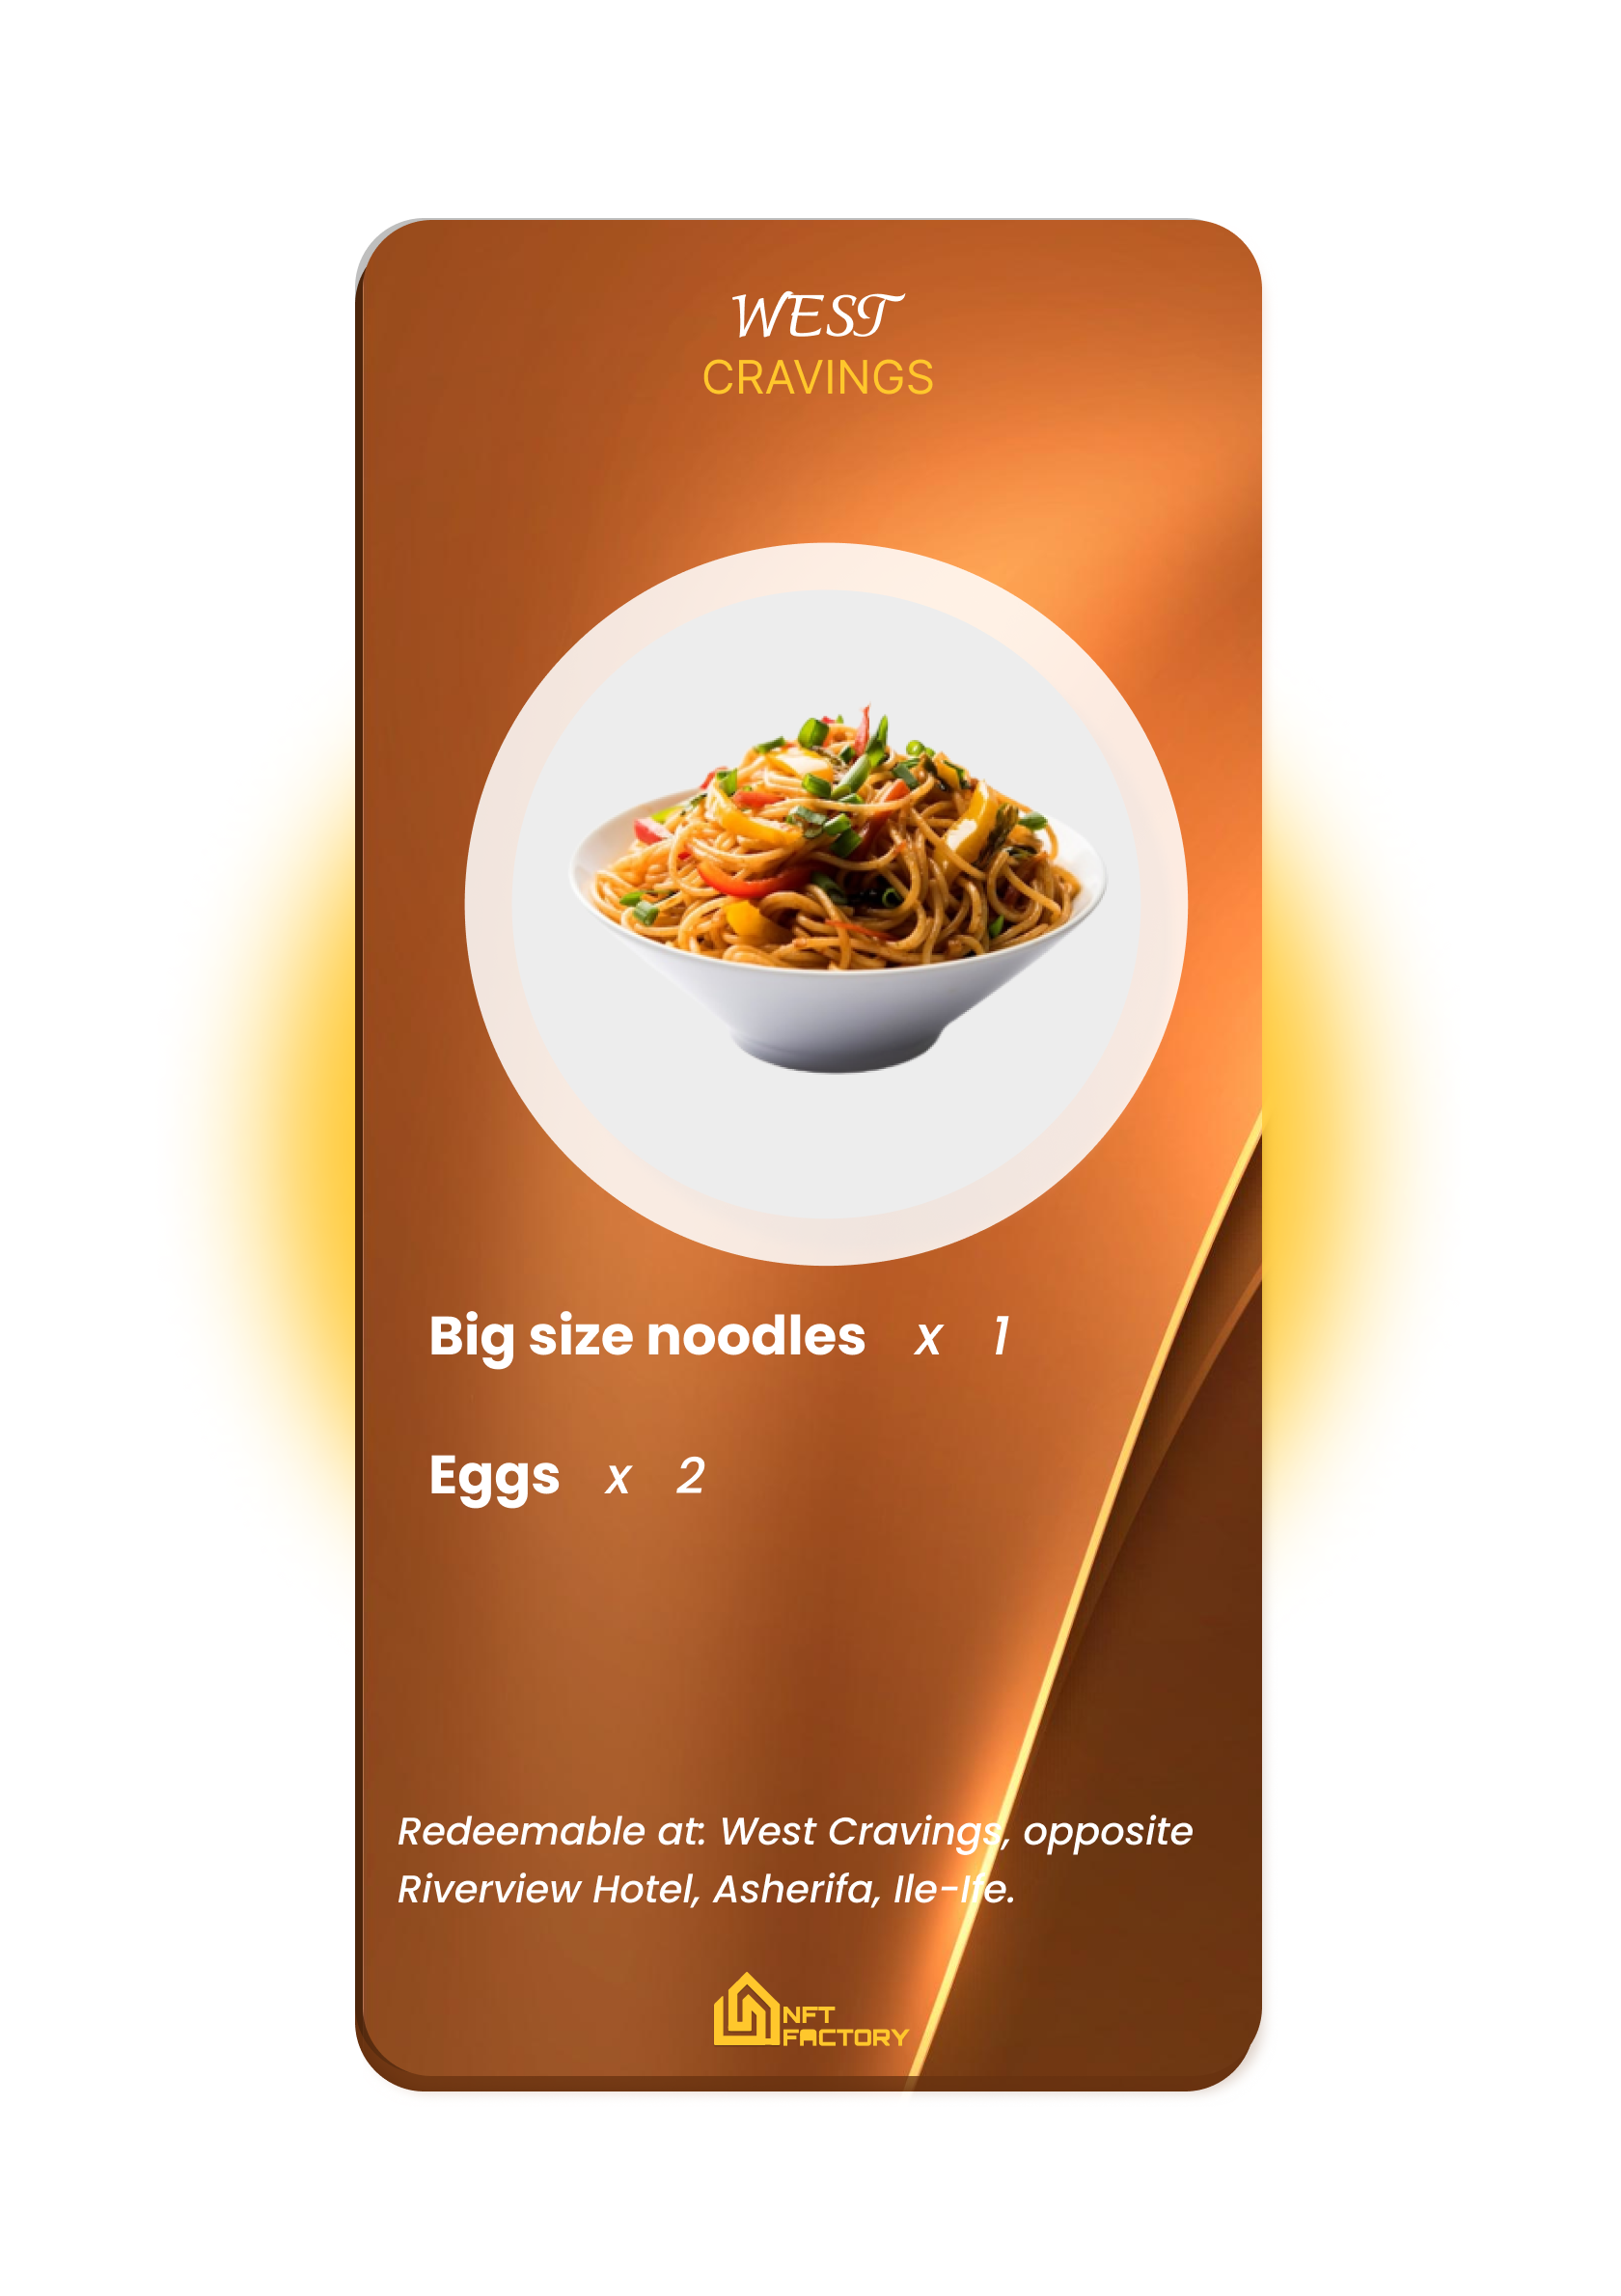 WEST
CRAVINGS
Big size noodles x 1
Eggs x 2
Redeemable at: West Cravings, opposite
Riverview Hotel, Asherifa, Ile-Ife.
NFT
FACTORY